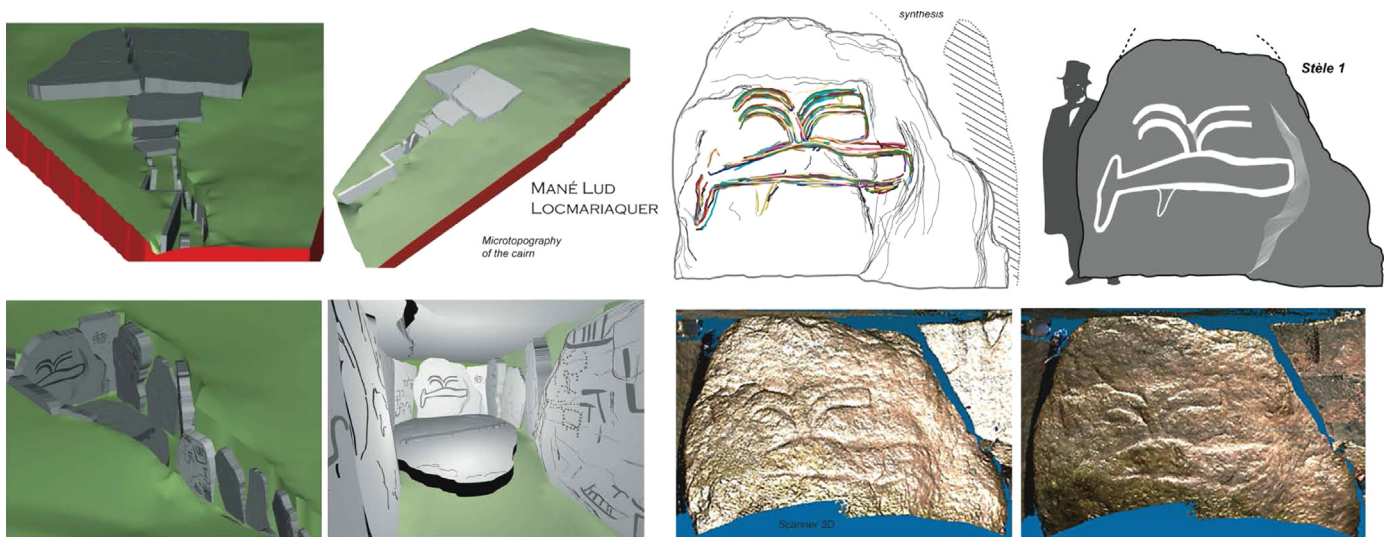 MANÉ LUD
LOCMARIAQUER
Microtopography
of the cairn
synthesis
Stèle 1
Scanner 3D